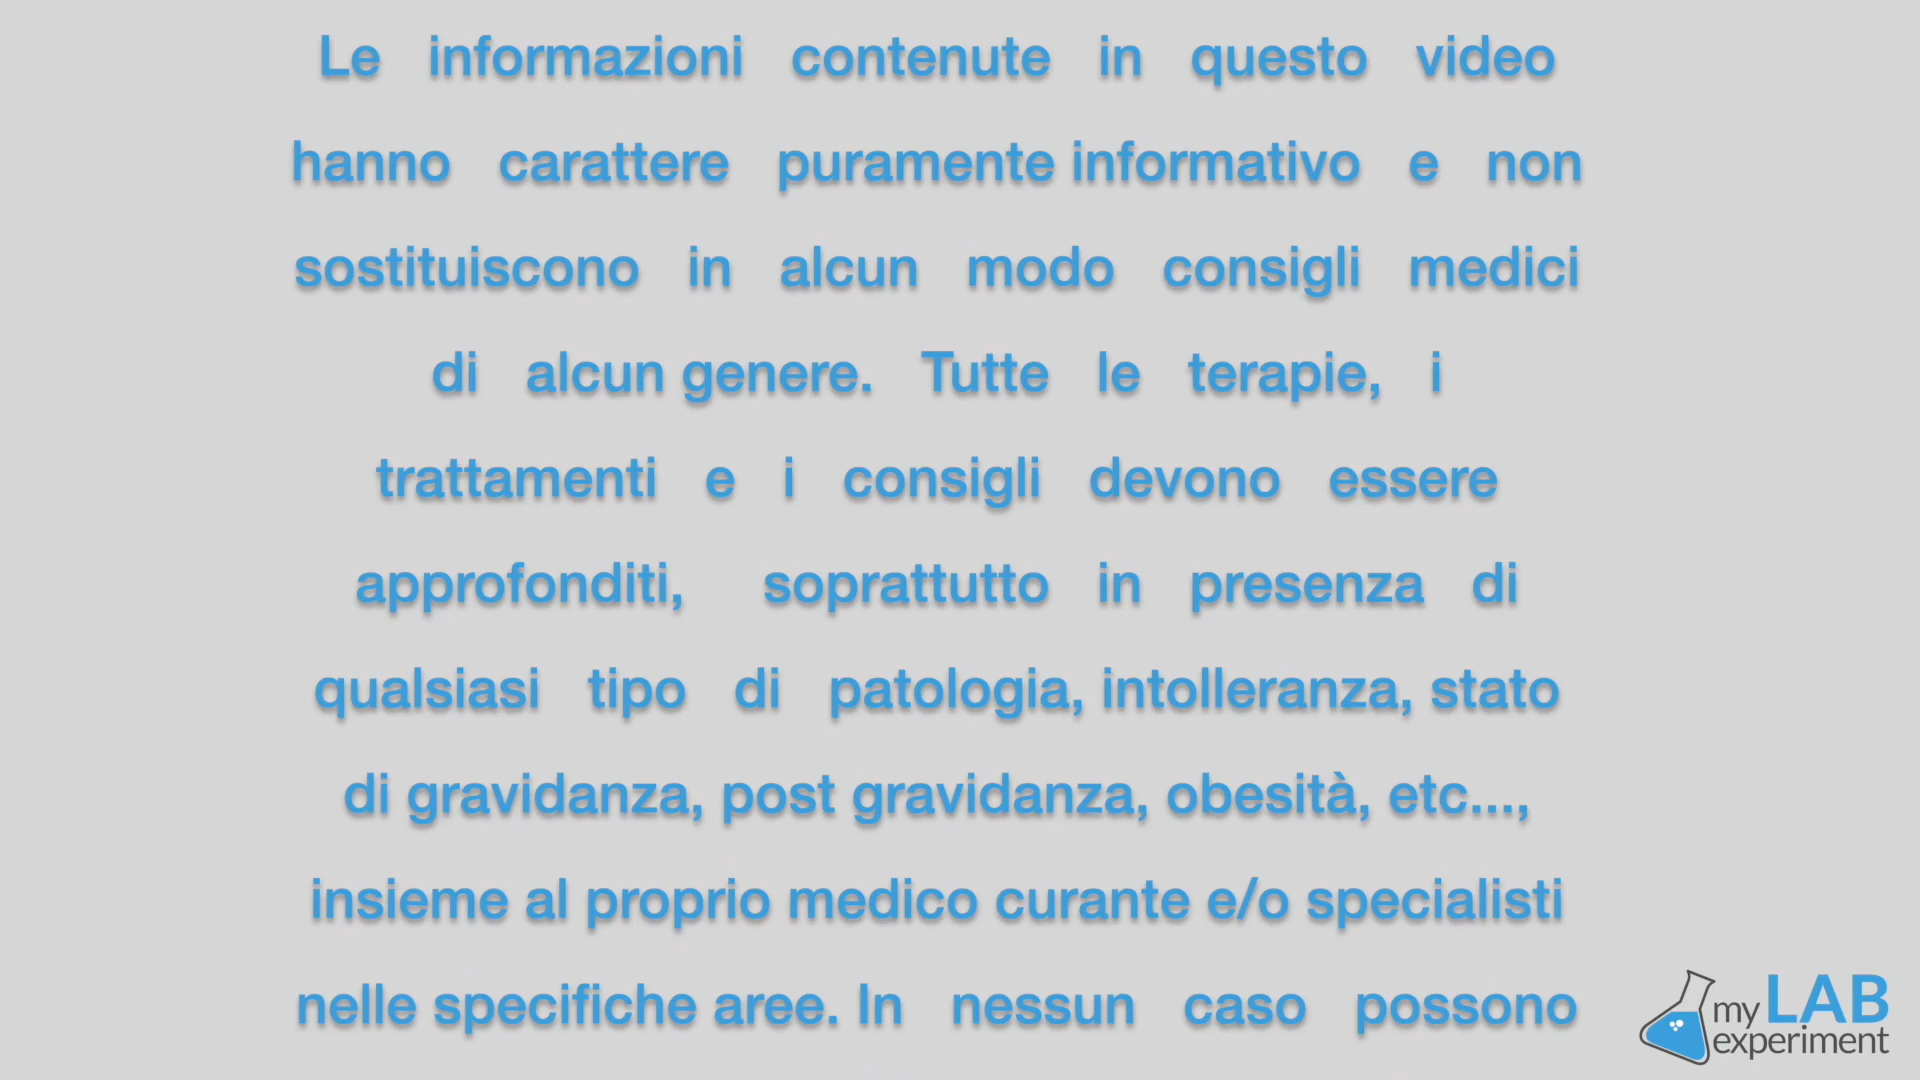 Le informazioni contenute in questo video
hanno carattere puramente informativo e non
sostituiscono in alcun modo consigli medici
di alcun genere. Tutte le terapie, i
trattamenti e i consigli devono essere
approfonditi, soprattutto in presenza di
qualsiasi tipo di patologia, intolleranza, stato
di gravidanza, post gravidanza, obesità, etc...,
insieme al proprio medico curante e/o specialisti
nelle specifiche aree. In nessun caso possono
my LAB
experiment